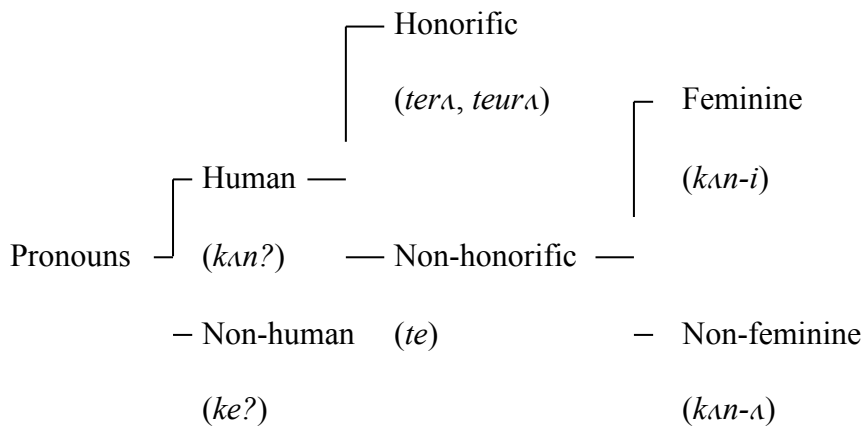 Honorific
(terʌ, teurʌ)
Feminine
Human
(kʌn-i)
Pronouns
(kʌn?)
Non-honorific
Non-human
(te)
Non-feminine
(ke?)
(kʌn-ʌ)